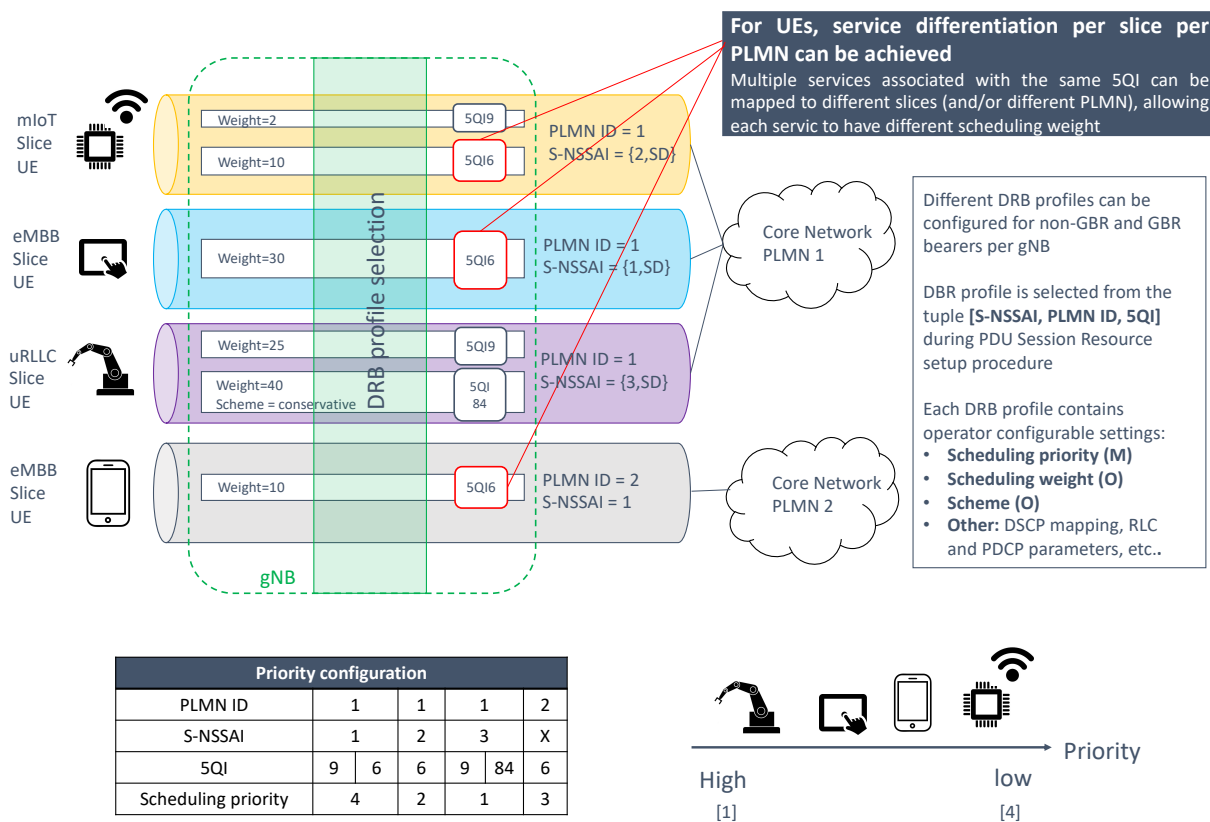 For UEs, service differentiation per slice per
PLMN can be achieved
Multiple services associated with the same 5QI can be
mapped to different slices (and/or different PLMN), allowing
each servic to have different scheduling weight
mIoT
Slice
UE
Weight=2
5QI9
Weight=10
5QI6
PLMN ID = 1
S-NSSAI = {2,SD}
eMBB
Slice
UE
Weight=30
5QI6
PLMN ID = 1
S-NSSAI = {1,SD}
uRLLC
Slice
UE
Weight=25
5QI9
Weight=40
Scheme = conservative
5QI
84
PLMN ID = 1
S-NSSAI = {3,SD}
eMBB
Slice
UE
Weight=10
5QI6
PLMN ID = 2
S-NSSAI = 1
DRB profile selection
gNB
Core Network
PLMN 1
Core Network
PLMN 2
Different DRB profiles can be
configured for non-GBR and GBR
bearers per gNB
DBR profile is selected from the
tuple [S-NSSAI, PLMN ID, 5QI]
during PDU Session Resource
setup procedure
Each DRB profile contains
operator configurable settings:
• Scheduling priority (M)
• Scheduling weight (O)
• Scheme (O)
• Other: DSCP mapping, RLC
and PDCP parameters, etc..
Priority configuration
PLMN ID 1 1 1 2
S-NSSAI 1 2 3 X
5QI 9 6 6 9 84 6
Scheduling priority 4 2 1 3
Priority
High
[1]
low
[4]